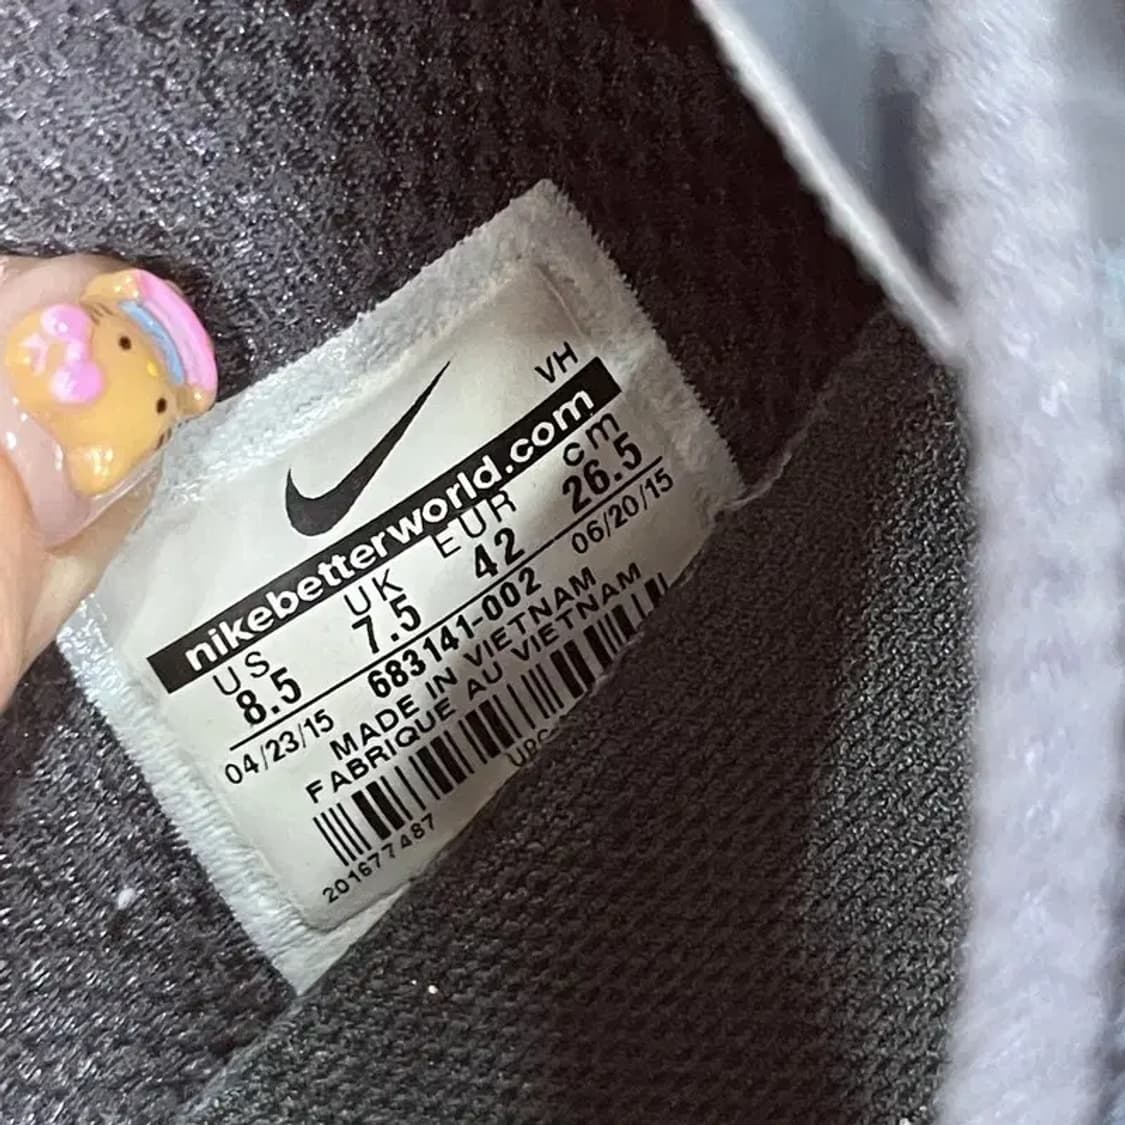 VH
nikebetterworld.com
US UK EUR cm
8.5 7.5 42 26.5
04/23/15 683141-002 06/20/15
MADE IN VIETNAM
FABRIQUE AU VIETNAM
201677487